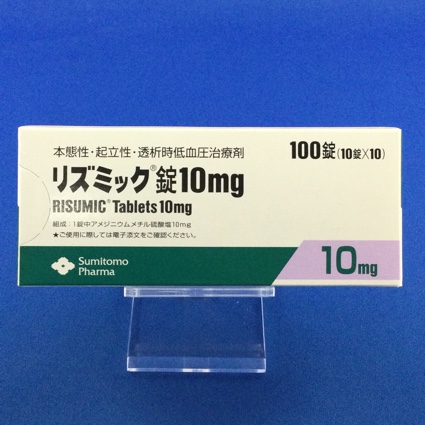 本態性・起立性・透析時低血圧治療剤
100錠(10錠×10)
リズミック®錠10mg
RISUMIC® Tablets 10mg
組成:1錠中アメジニウムメチル硫酸塩10mg
★ご使用に際しては電子添文をご確認ください。
Sumitomo
Pharma
10mg